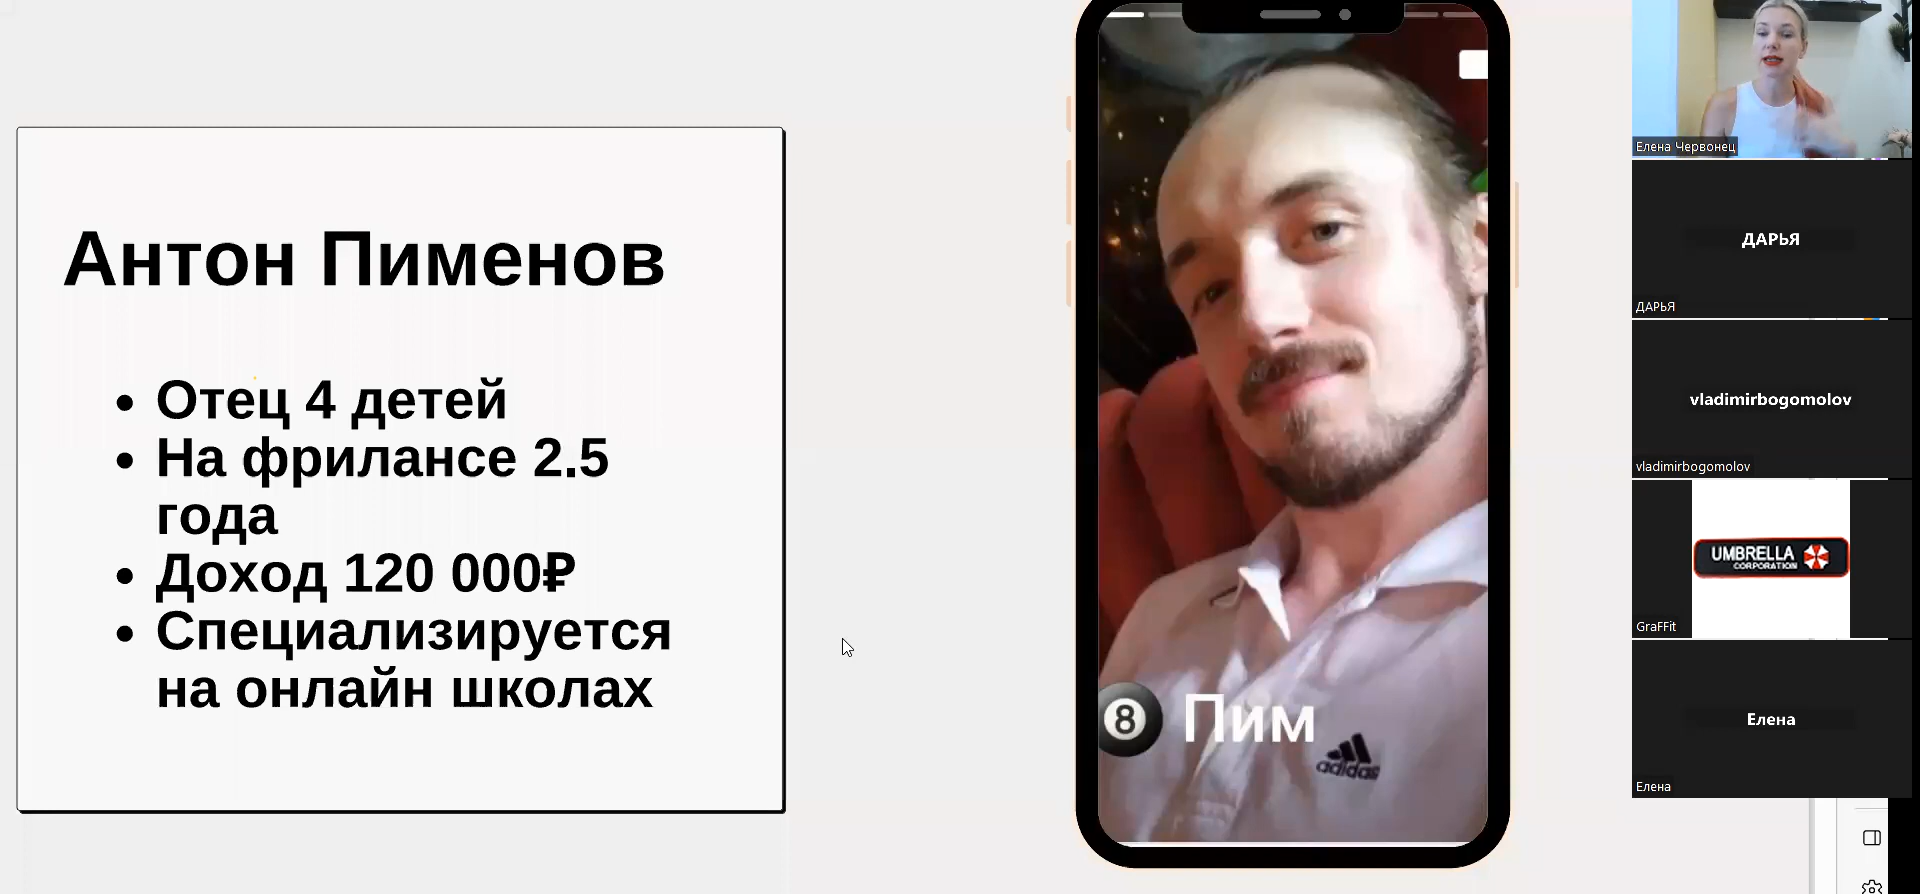 Антон Пименов
• Отец 4 детей
• На фрилансе 2.5
года
• Доход 120 000₽
• Специализируется
на онлайн школах
8 Пим
adidas
Елена Червонец
ДАРЬЯ
ДАРЬЯ
vladimirbogomolov
vladimirbogomolov
UMBRELLA
CORPORATION
GraFFit
Елена
Елена